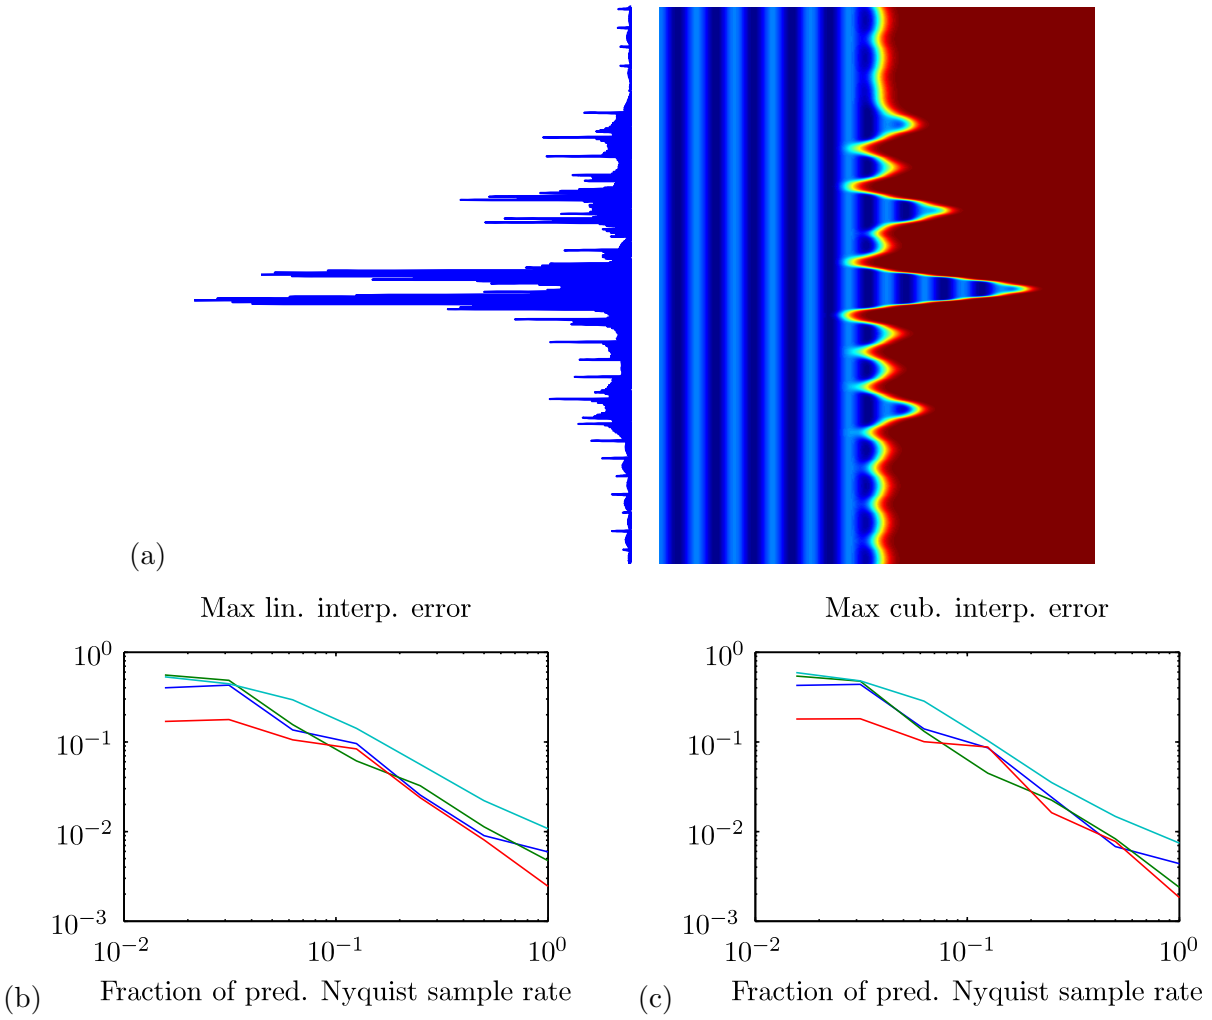 (a)
Max lin. interp. error
10^0
10^−1
10^−2
10^−3
10^−2 10^−1 10^0
Fraction of pred. Nyquist sample rate
(b)
Max cub. interp. error
10^0
10^−1
10^−2
10^−3
10^−2 10^−1 10^0
Fraction of pred. Nyquist sample rate
(c)